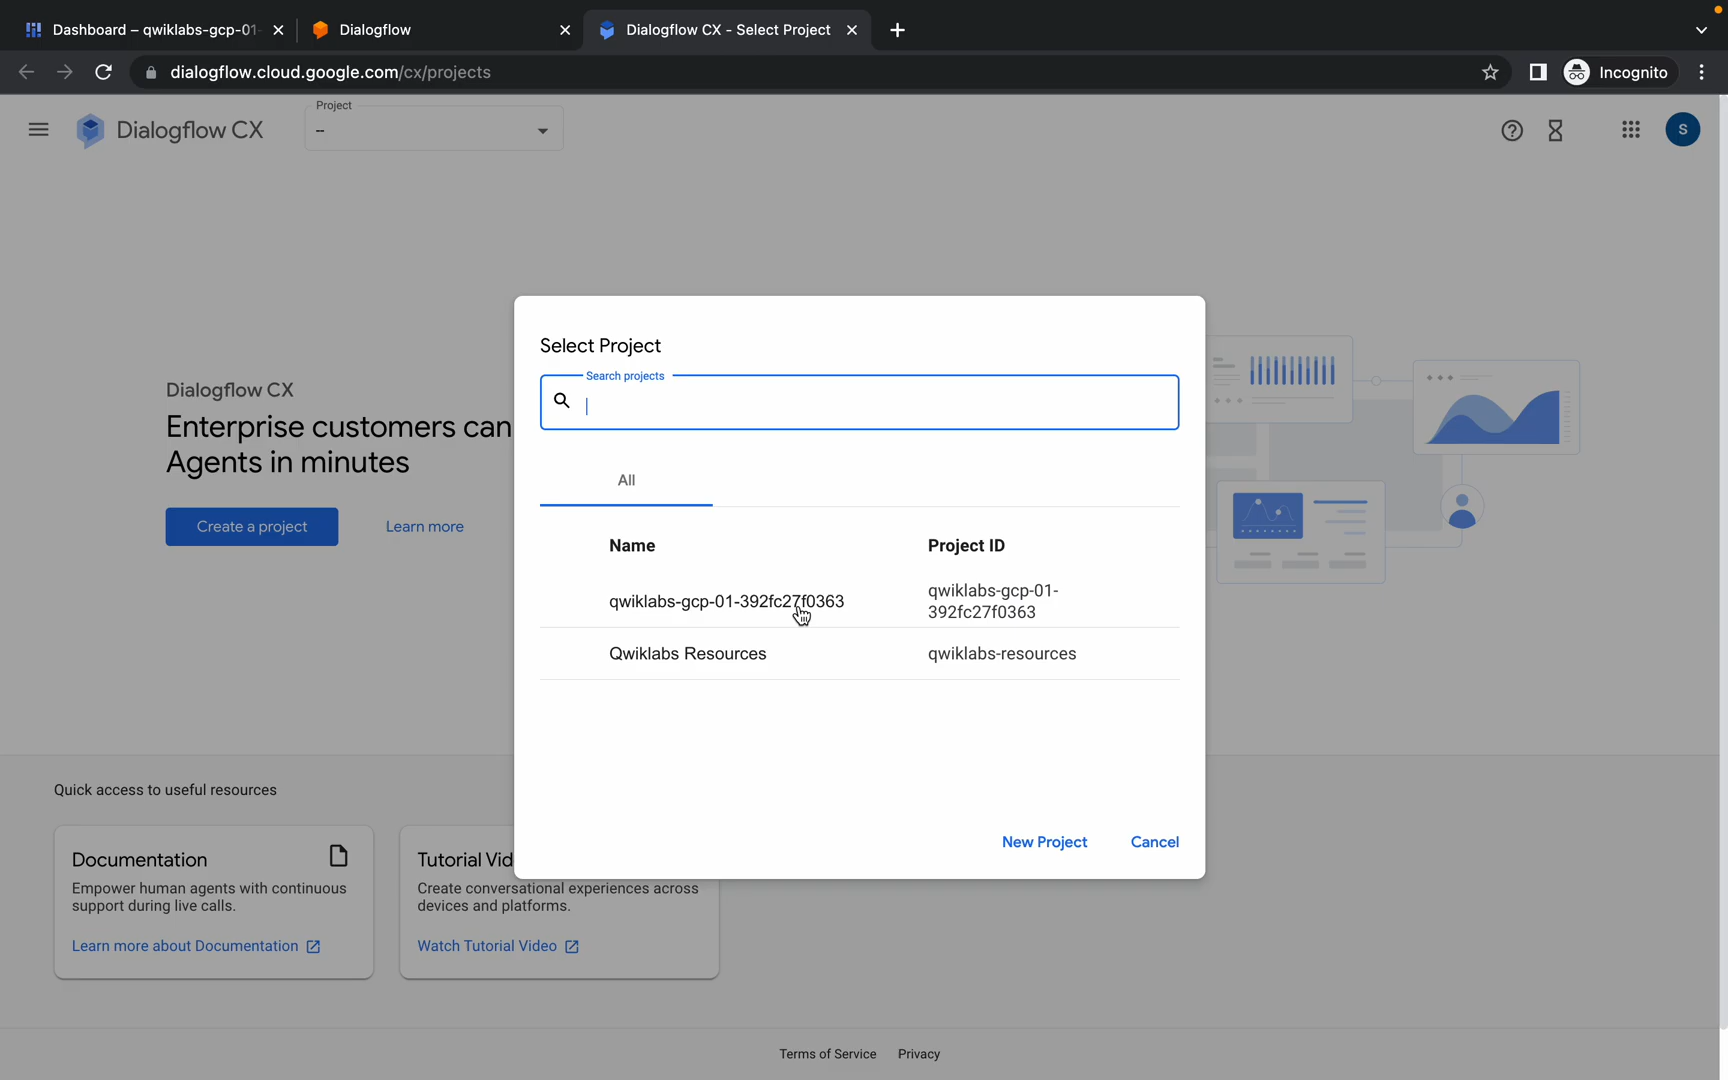 Dashboard – qwiklabs-gcp-01-
Dialogflow
Dialogflow CX - Select Project
dialogflow.cloud.google.com/cx/projects
Incognito
Dialogflow CX
Project
--
S
Dialogflow CX
Enterprise customers can
Agents in minutes
Create a project
Learn more
Select Project
Search projects
All
Name
Project ID
qwiklabs-gcp-01-392fc27f0363
qwiklabs-gcp-01-
392fc27f0363
Qwiklabs Resources
qwiklabs-resources
New Project
Cancel
Quick access to useful resources
Documentation
Empower human agents with continuous
support during live calls.
Learn more about Documentation
Tutorial Vid
Create conversational experiences across
devices and platforms.
Watch Tutorial Video
Terms of Service
Privacy